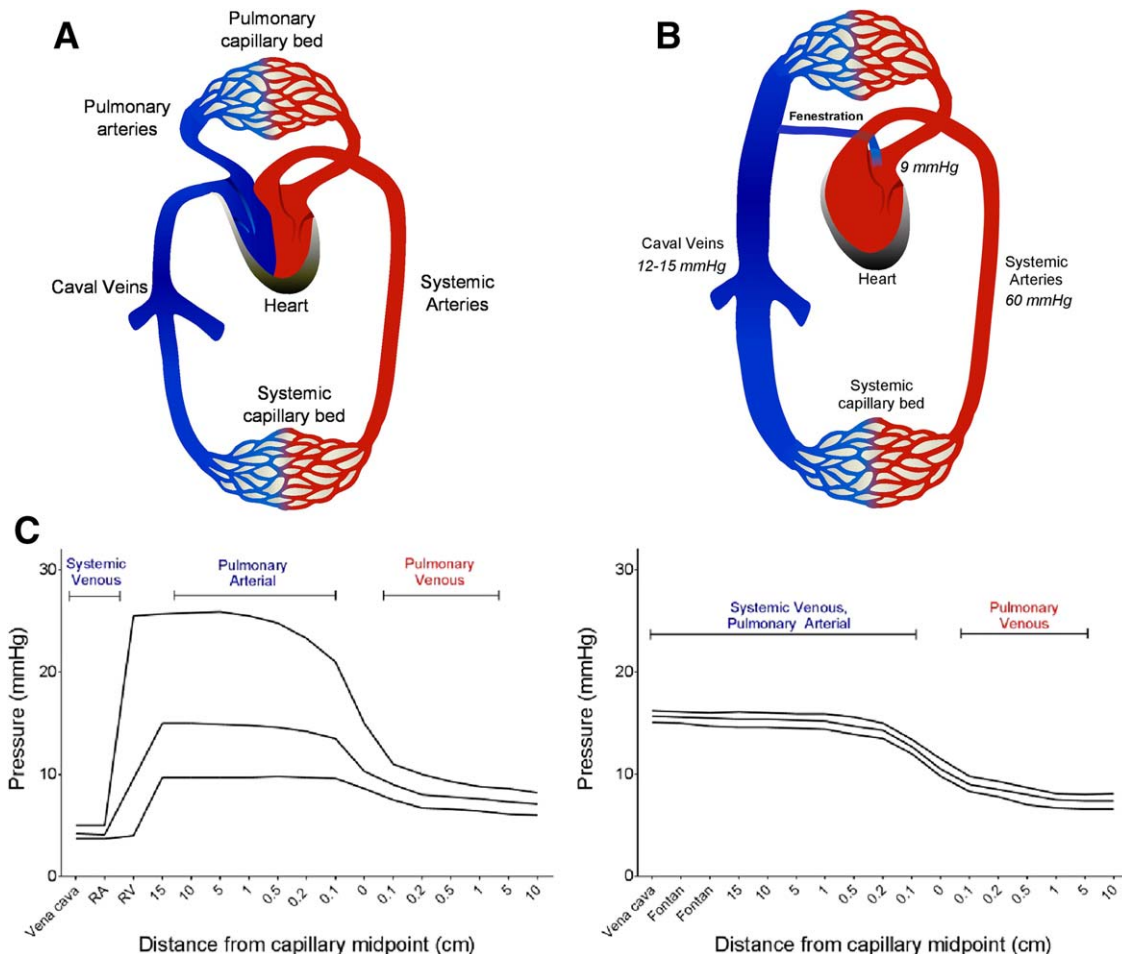 A
Pulmonary
capillary bed
Pulmonary
arteries
Caval Veins
Heart
Systemic
Arteries
Systemic
capillary bed
B
Fenestration
9 mmHg
Caval Veins
12-15 mmHg
Heart
Systemic
Arteries
60 mmHg
Systemic
capillary bed
C
Systemic
Venous
Pulmonary
Arterial
Pulmonary
Venous
30
20
10
0
Pressure (mmHg)
Vena cava
RA
RV
15
10
5
1
0.5
0.2
0.1
0
0.1
0.2
0.5
1
5
10
Distance from capillary midpoint (cm)
Systemic Venous,
Pulmonary Arterial
Pulmonary
Venous
30
20
10
0
Pressure (mmHg)
Vena cava
Fontan
Fontan
15
10
5
1
0.5
0.2
0.1
0
0.1
0.2
0.5
1
5
10
Distance from capillary midpoint (cm)